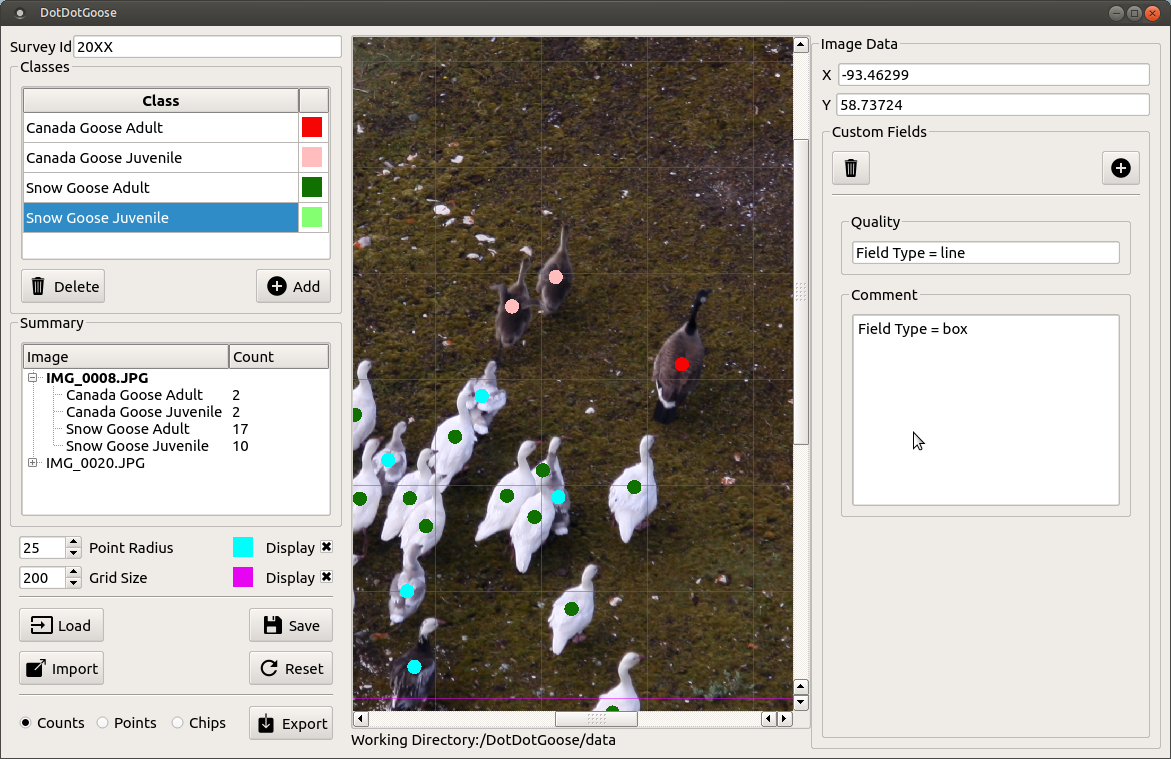 DotDotGoose
Survey Id 20XX
Classes
Class
Canada Goose Adult
Canada Goose Juvenile
Snow Goose Adult
Snow Goose Juvenile
Delete
Add
Summary
Image Count
IMG_0008.JPG
Canada Goose Adult 2
Canada Goose Juvenile 2
Snow Goose Adult 17
Snow Goose Juvenile 10
IMG_0020.JPG
25 Point Radius Display
200 Grid Size Display
Load
Save
Import
Reset
Counts Points Chips
Export
Working Directory:/DotDotGoose/data
Image Data
X -93.46299
Y 58.73724
Custom Fields
Quality
Field Type = line
Comment
Field Type = box